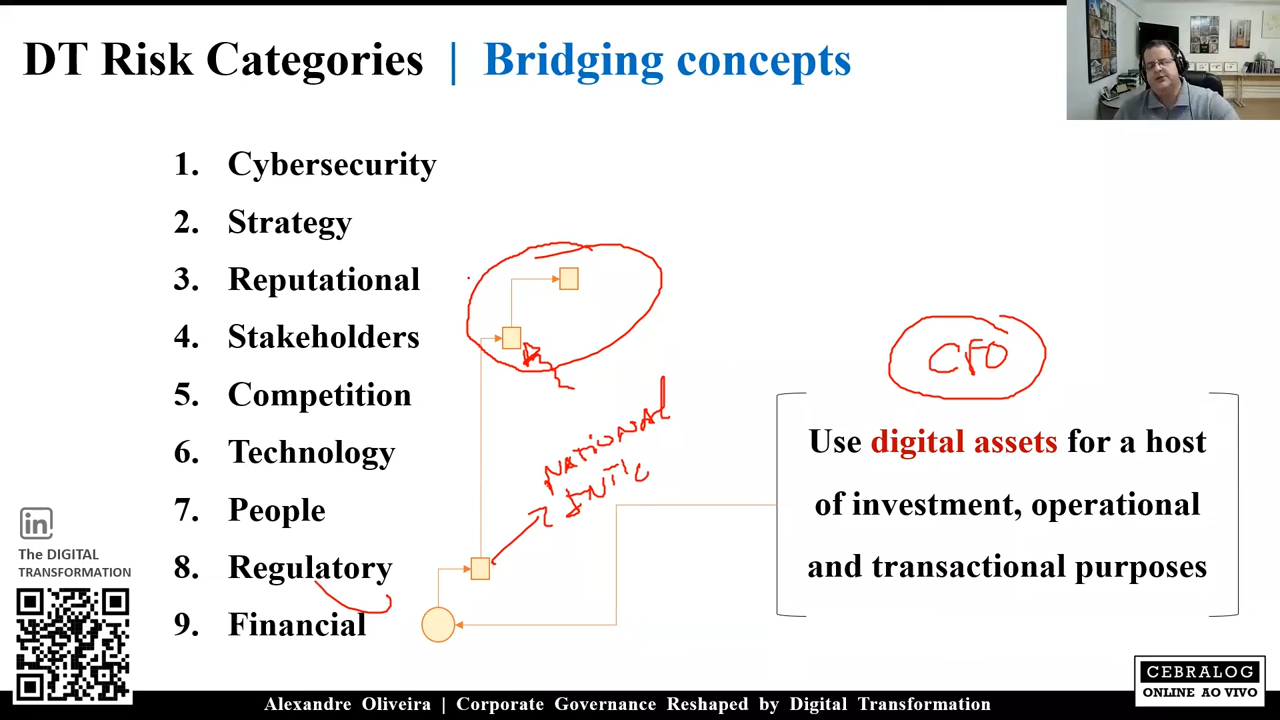 DT Risk Categories | Bridging concepts
1. Cybersecurity
2. Strategy
3. Reputational
4. Stakeholders
5. Competition
6. Technology
7. People
8. Regulatory
9. Financial
NATIONAL
CFO
Use digital assets for a host
of investment, operational
and transactional purposes
in
The DIGITAL
TRANSFORMATION
CEBRALOG
ONLINE AO VIVO
Alexandre Oliveira | Corporate Governance Reshaped by Digital Transformation